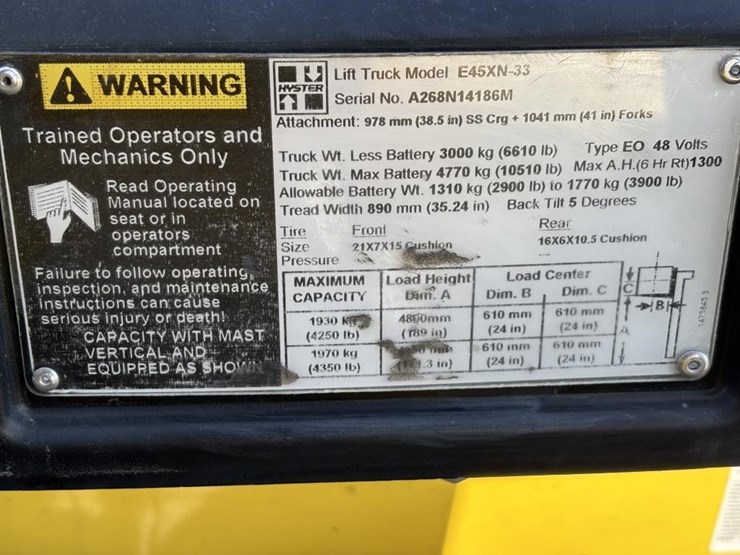 WARNING
Trained Operators and
Mechanics Only
Read Operating
Manual located on
seat or in
operators
compartment
Failure to follow operating,
inspection, and maintenance
instructions can cause
serious injury or death!
CAPACITY WITH MAST
VERTICAL AND
EQUIPPED AS SHOWN
HYSTER
Lift Truck Model E45XN-33
Serial No. A268N14186M
Attachment: 978 mm (38.5 in) SS Crg + 1041 mm (41 in) Forks
Truck Wt. Less Battery 3000 kg (6610 lb) Type EO 48 Volts
Truck Wt. Max Battery 4770 kg (10510 lb) Max A.H.(6 Hr Rt)1300
Allowable Battery Wt. 1310 kg (2900 lb) to 1770 kg (3900 lb)
Tread Width 890 mm (35.24 in) Back Tilt 5 Degrees
Tire Front Rear
Size 21X7X15 Cushion 16X6X10.5 Cushion
Pressure
MAXIMUM Load Height Load Center
CAPACITY Dim. A Dim. B Dim. C
1930 kg 4800mm 610 mm 610 mm
(4250 lb) (189 in) (24 in) (24 in)
1970 kg mm 610 mm 610 mm
(4350 lb) (24 in) (24 in)
C
B
A